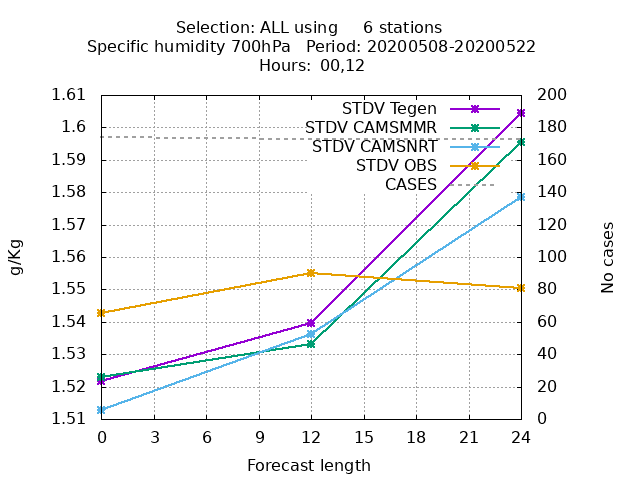 Selection: ALL using     6 stations
Specific humidity 700hPa   Period: 20200508-20200522
Hours: 00,12
1.61
1.6
1.59
1.58
1.57
1.56
1.55
1.54
1.53
1.52
1.51
g/Kg
STDV Tegen
STDV CAMSMMR
STDV CAMSNRT
STDV OBS
CASES
200
180
160
140
120
100
80
60
40
20
0
No cases
0 3 6 9 12 15 18 21 24
Forecast length